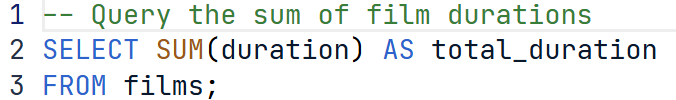 1 -- Query the sum of film durations
2 SELECT SUM(duration) AS total_duration
3 FROM films;